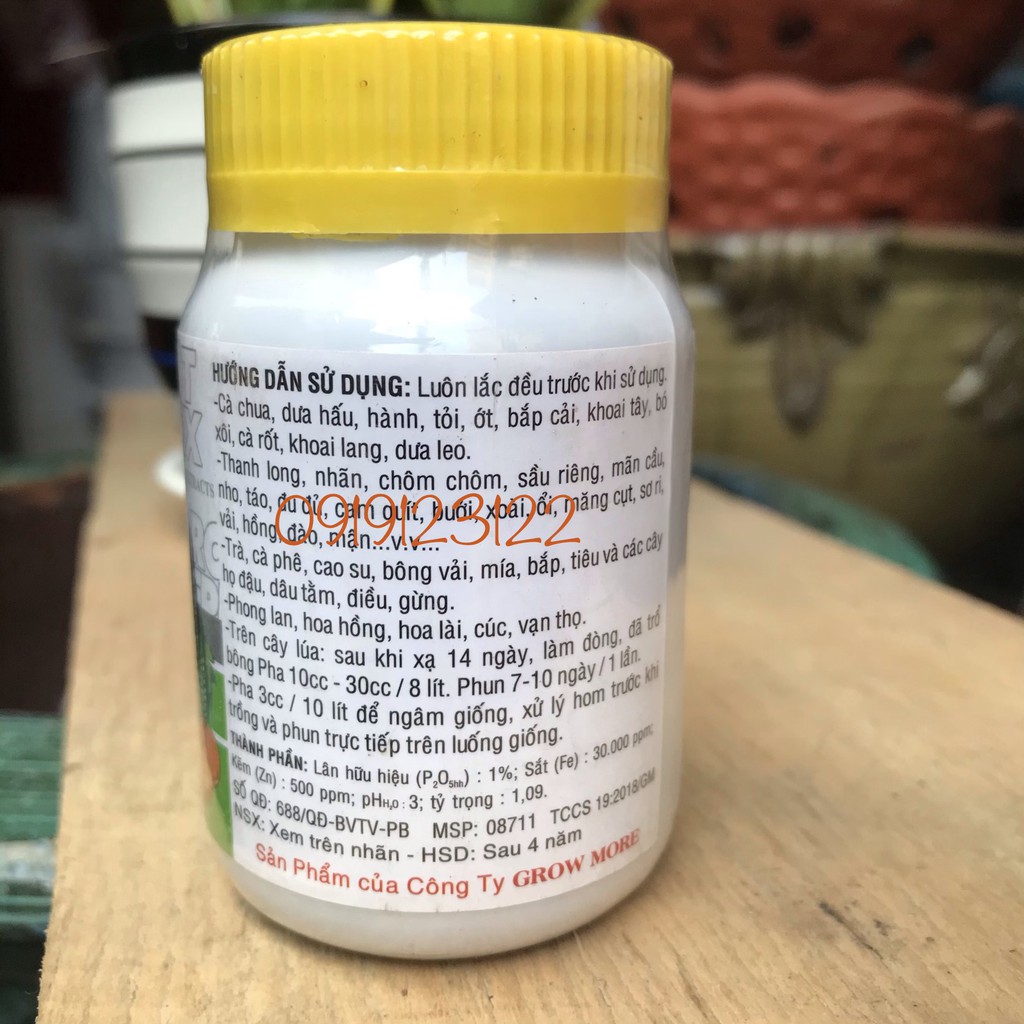 HƯỚNG DẪN SỬ DỤNG: Luôn lắc đều trước khi sử dụng.
-Cà chua, dưa hấu, hành, tỏi, ớt, bắp cải, khoai tây, bó
xôi, cà rốt, khoai lang, dưa leo.
-Thanh long, nhãn, chôm chôm, sầu riêng, mãn cầu,
nho, táo, đu đủ, cam quít, bưởi, xoài, ổi, măng cụt, sơ ri,
vải, hồng, đào, mận...v.v...
0919123122
-Trà, cà phê, cao su, bông vải, mía, bắp, tiêu và các cây
họ đậu, dâu tằm, điều, gừng.
-Phong lan, hoa hồng, hoa lài, cúc, vạn thọ.
-Trên cây lúa: sau khi xạ 14 ngày, làm đòng, đã trổ
bông Pha 10cc - 30cc / 8 lít. Phun 7-10 ngày / 1 lần.
-Pha 3cc / 10 lít để ngâm giống, xử lý hom trước khi
trồng và phun trực tiếp trên luống giống.
THÀNH PHẦN: Lân hữu hiệu (P₂O₅hh) : 1%; Sắt (Fe) : 30.000 ppm;
Kẽm (Zn) : 500 ppm; pH H₂O : 3; tỷ trọng : 1,09.
Số QĐ: 688/QĐ-BVTV-PB MSP: 08711 TCCS 19:2018/GM
NSX: Xem trên nhãn - HSD: Sau 4 năm
Sản Phẩm của Công Ty GROW MORE